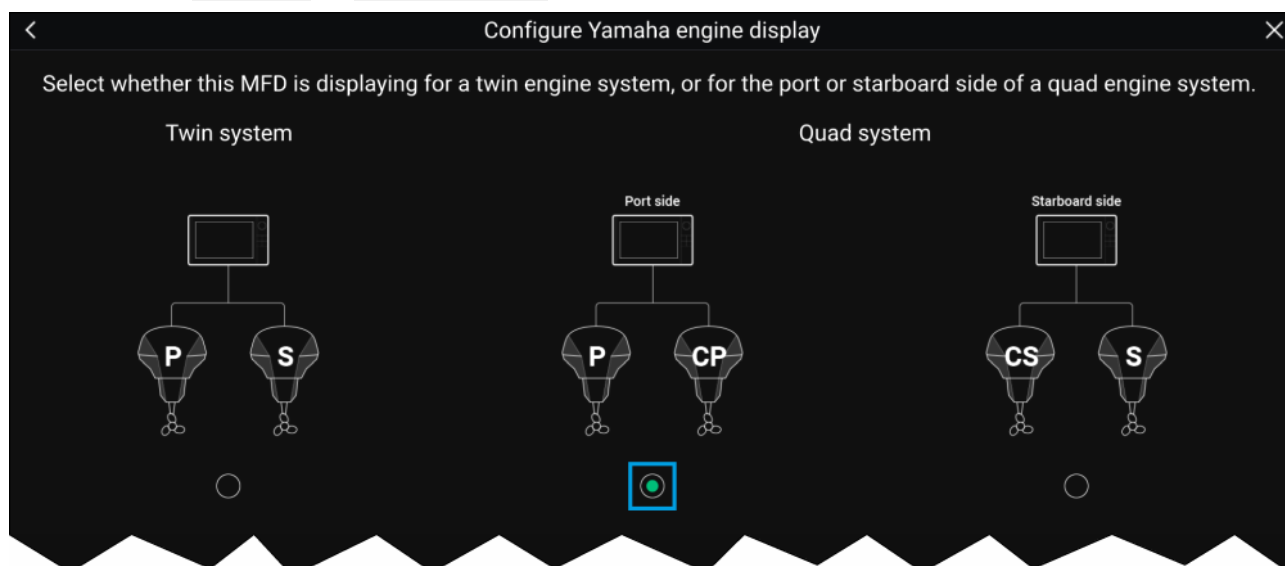 Configure Yamaha engine display
Select whether this MFD is displaying for a twin engine system, or for the port or starboard side of a quad engine system.
Twin system
Quad system
Port side
Starboard side
P
S
P
CP
CS
S